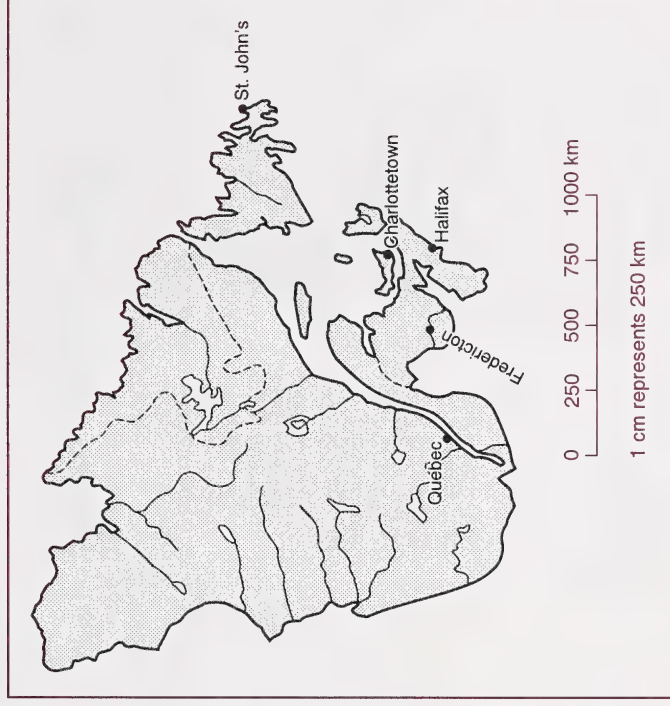 St. John's
Charlottetown
Halifax
Fredericton
Québec
0 250 500 750 1000 km
1 cm represents 250 km